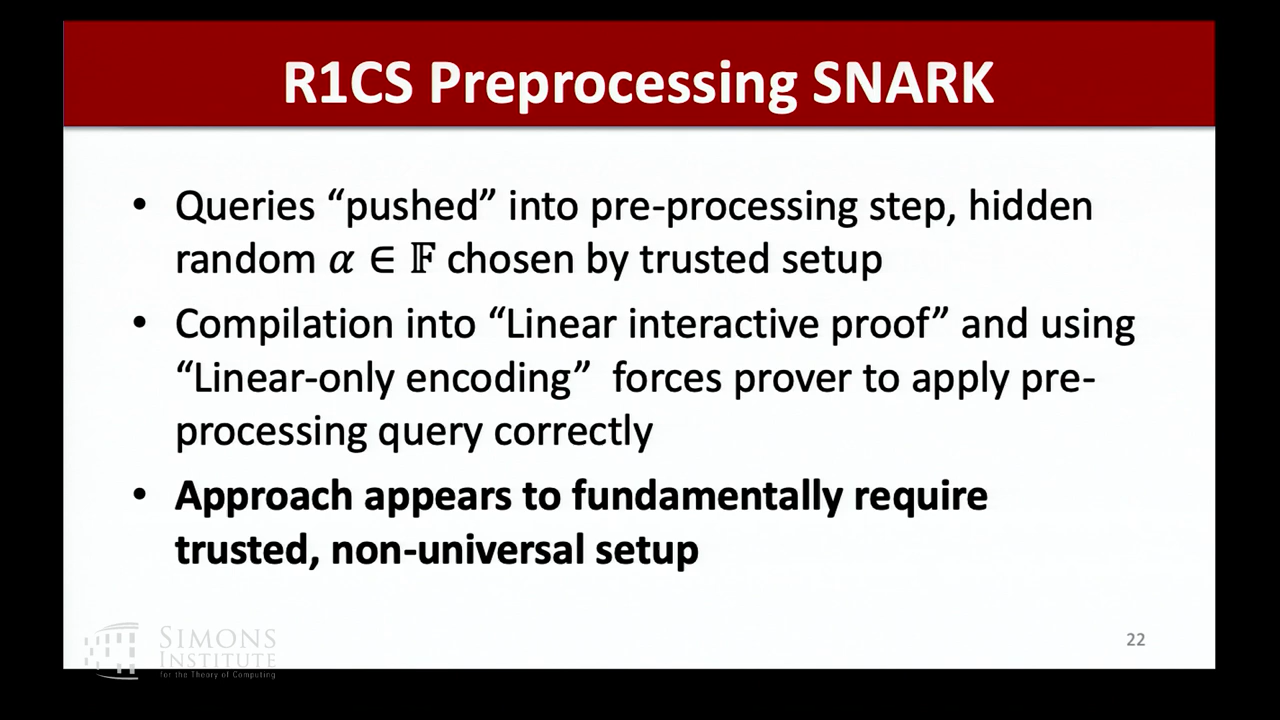 R1CS Preprocessing SNARK
• Queries “pushed” into pre-processing step, hidden
random α ∈ 𝔽 chosen by trusted setup
• Compilation into “Linear interactive proof” and using
“Linear-only encoding”  forces prover to apply pre-
processing query correctly
• Approach appears to fundamentally require
trusted, non-universal setup
SIMONS
INSTITUTE
for the Theory of Computing
22